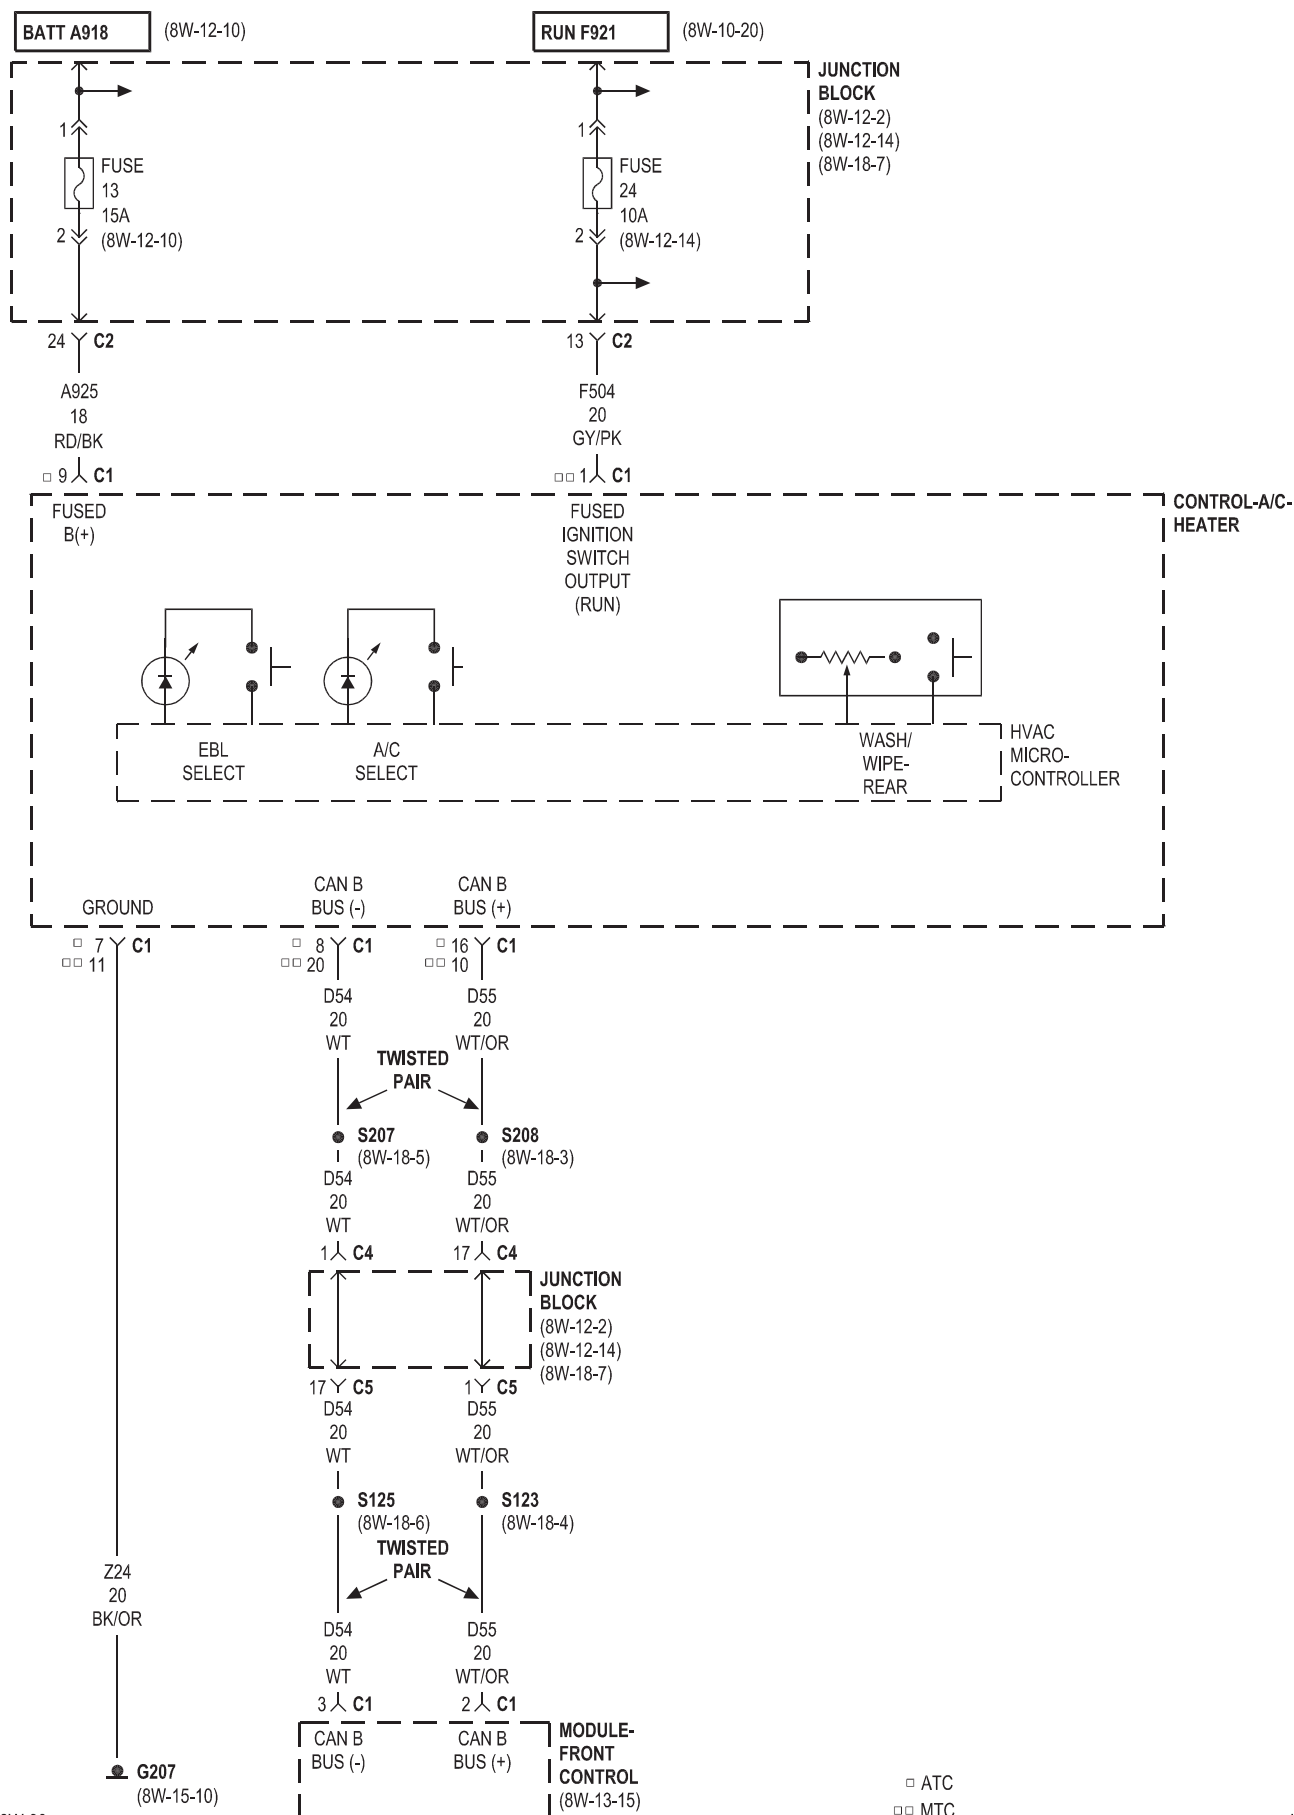 BATT A918 (8W-12-10)
RUN F921 (8W-10-20)
JUNCTION
BLOCK
(8W-12-2)
(8W-12-14)
(8W-18-7)
1
FUSE
13
15A
2
(8W-12-10)
1
FUSE
24
10A
2
(8W-12-14)
24 C2
A925
18
RD/BK
□ 9 C1
13 C2
F504
20
GY/PK
□□ 1 C1
CONTROL-A/C-
HEATER
FUSED
B(+)
FUSED
IGNITION
SWITCH
OUTPUT
(RUN)
EBL
SELECT
A/C
SELECT
WASH/
WIPE-
REAR
HVAC
MICRO-
CONTROLLER
GROUND
CAN B
BUS (-)
CAN B
BUS (+)
□ 7 C1
□□ 11
□ 8 C1
□□ 20
□ 16 C1
□□ 10
D54
20
WT
D55
20
WT/OR
TWISTED
PAIR
S207
(8W-18-5)
S208
(8W-18-3)
D54
20
WT
D55
20
WT/OR
1 C4
17 C4
JUNCTION
BLOCK
(8W-12-2)
(8W-12-14)
(8W-18-7)
17 C5
1 C5
D54
20
WT
D55
20
WT/OR
S125
(8W-18-6)
S123
(8W-18-4)
TWISTED
PAIR
Z24
20
BK/OR
D54
20
WT
D55
20
WT/OR
3 C1
2 C1
CAN B
BUS (-)
CAN B
BUS (+)
MODULE-
FRONT
CONTROL
(8W-13-15)
G207
(8W-15-10)
□ ATC
□□ MTC